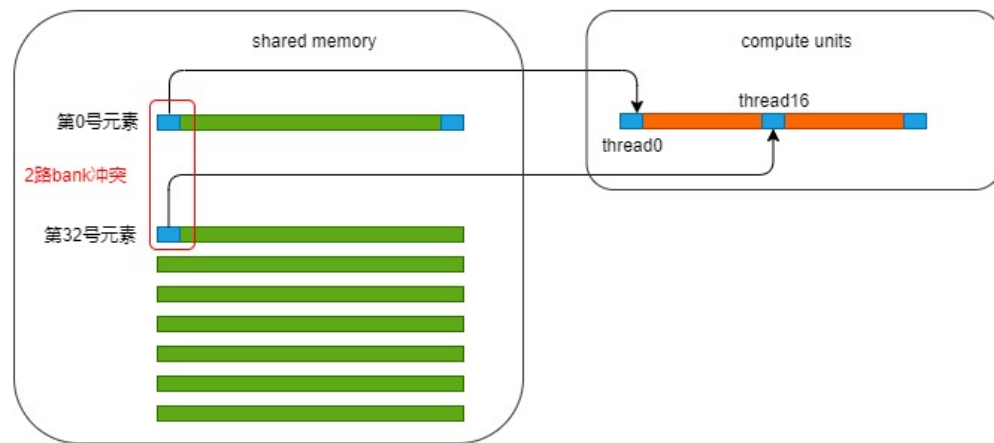 shared memory
compute units
第0号元素
thread16
thread0
2路bank冲突
第32号元素